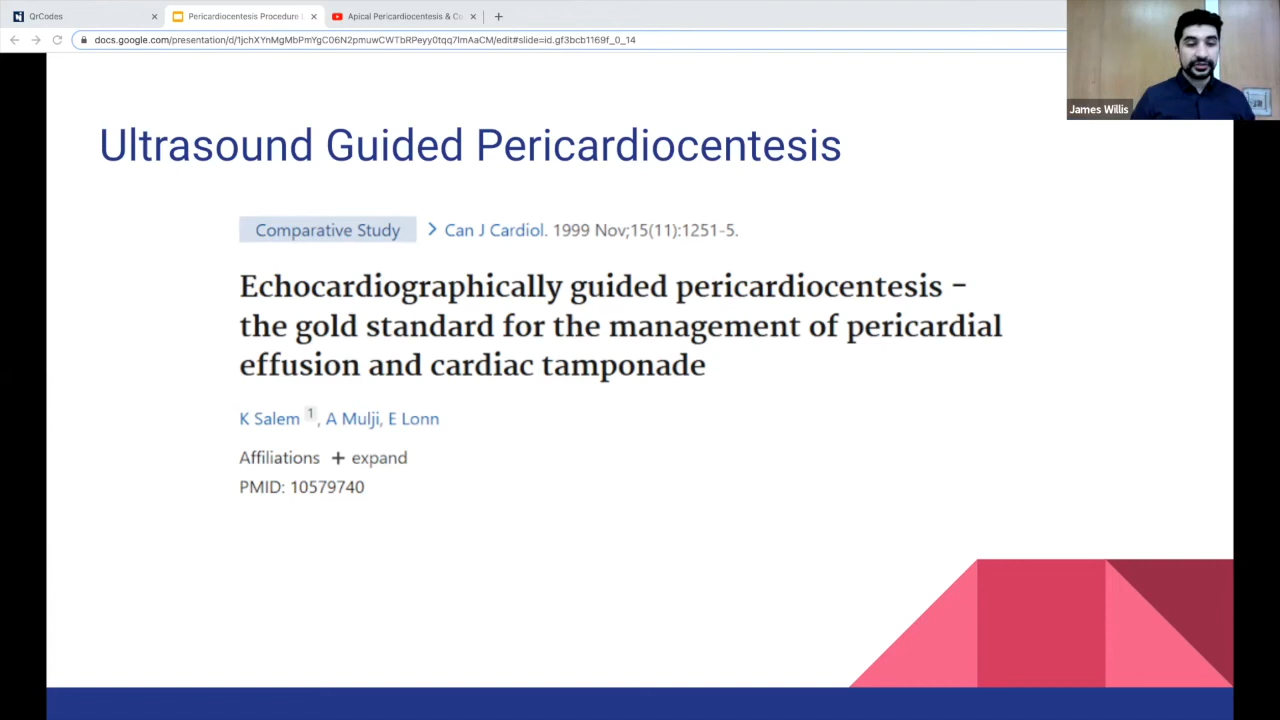 QrCodes
Pericardiocentesis Procedure
Apical Pericardiocentesis & Co
docs.google.com/presentation/d/1jchXYnMgMbPmYgC06N2pmuwCWTbRPeyy0tqq7ImAaCM/edit#slide=id.gf3bcb1169f_0_14
James Willis
Ultrasound Guided Pericardiocentesis
Comparative Study > Can J Cardiol. 1999 Nov;15(11):1251-5.
Echocardiographically guided pericardiocentesis -
the gold standard for the management of pericardial
effusion and cardiac tamponade
K Salem 1, A Mulji, E Lonn
Affiliations + expand
PMID: 10579740